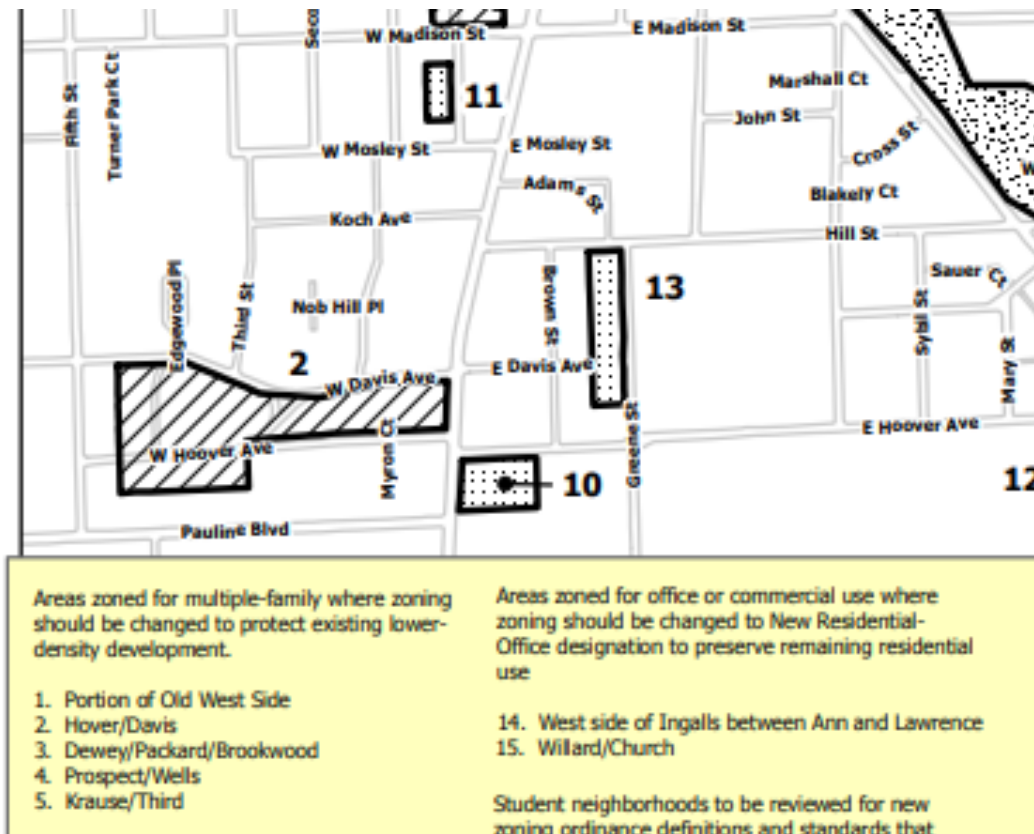 W Madison St
E Madison St
Fifth St
Turner Park Ct
Seco
11
Marshall Ct
John St
Cross St
W Mosley St
E Mosley St
Adams St
Blakely Ct
W
Koch Ave
Hill St
Edgewood Pl
Third St
Nob Hill Pl
Brown St
13
Sauer Ct
Sybil St
Mary St
2
W Davis Ave
E Davis Ave
W Hoover Ave
Myron Ct
Greene St
E Hoover Ave
10
12
Pauline Blvd
Areas zoned for multiple-family where zoning
should be changed to protect existing lower-
density development.
1. Portion of Old West Side
2. Hover/Davis
3. Dewey/Packard/Brookwood
4. Prospect/Wells
5. Krause/Third
Areas zoned for office or commercial use where
zoning should be changed to New Residential-
Office designation to preserve remaining residential
use
14. West side of Ingalls between Ann and Lawrence
15. Willard/Church
Student neighborhoods to be reviewed for new
zoning ordinance definitions and standards that